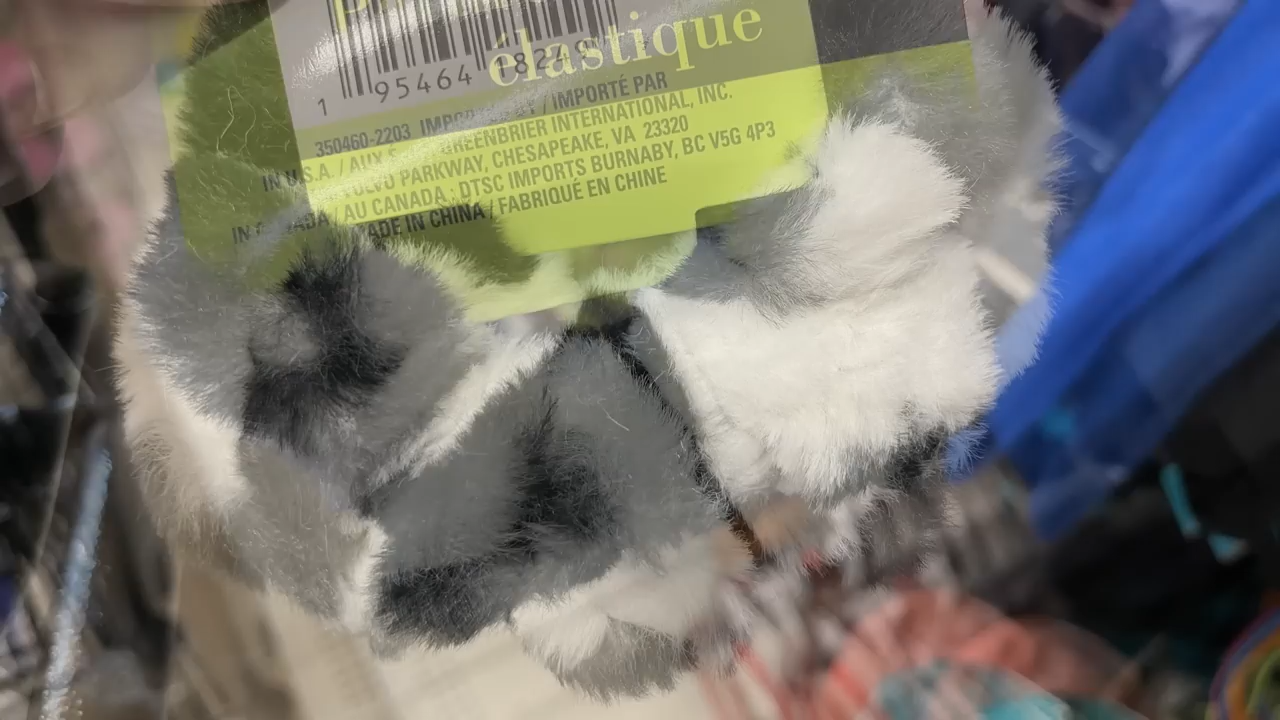 élastique
1 95464 18249
350460-2203 / IMPORTÉ PAR
GREENBRIER INTERNATIONAL, INC.
IN U.S.A. / AUX PARKWAY, CHESAPEAKE, VA 23320
/ AU CANADA : DTSC IMPORTS BURNABY, BC V5G 4P3
MADE IN CHINA / FABRIQUÉ EN CHINE